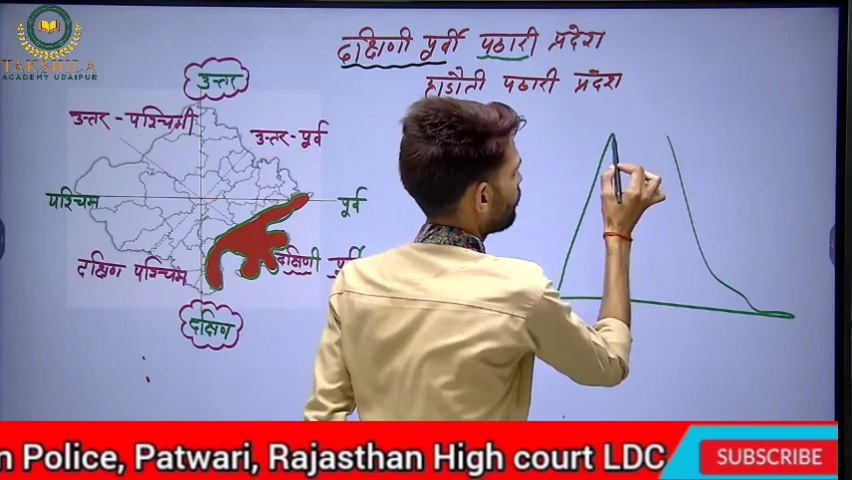 TAKSHILA
ACADEMY UDAIPUR
दक्षिणी पूर्वी पठारी प्रदेश
हाडौती पठारी प्रदेश
उत्तर
उत्तर - पश्चिमी
उत्तर - पूर्व
पश्चिम
पूर्व
दक्षिण पश्चिम
दक्षिणी
दक्षिण
n Police, Patwari, Rajasthan High court LDC
SUBSCRIBE